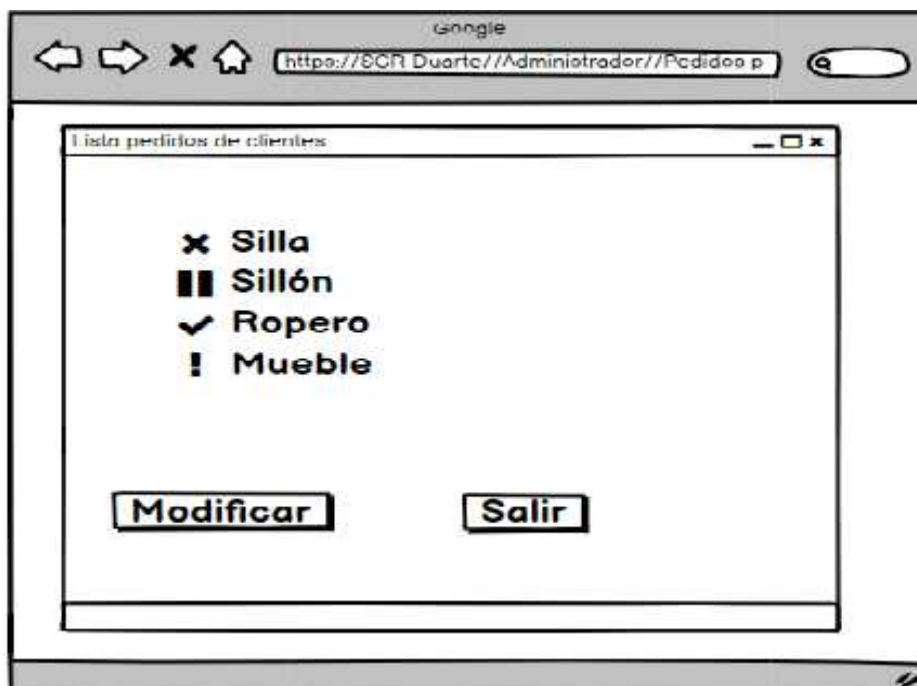 Google
https://SCR Duarte//Administrador//Pedidos p
Lista pedidos de clientes
Silla
Sillón
Ropero
! Mueble
Modificar
Salir